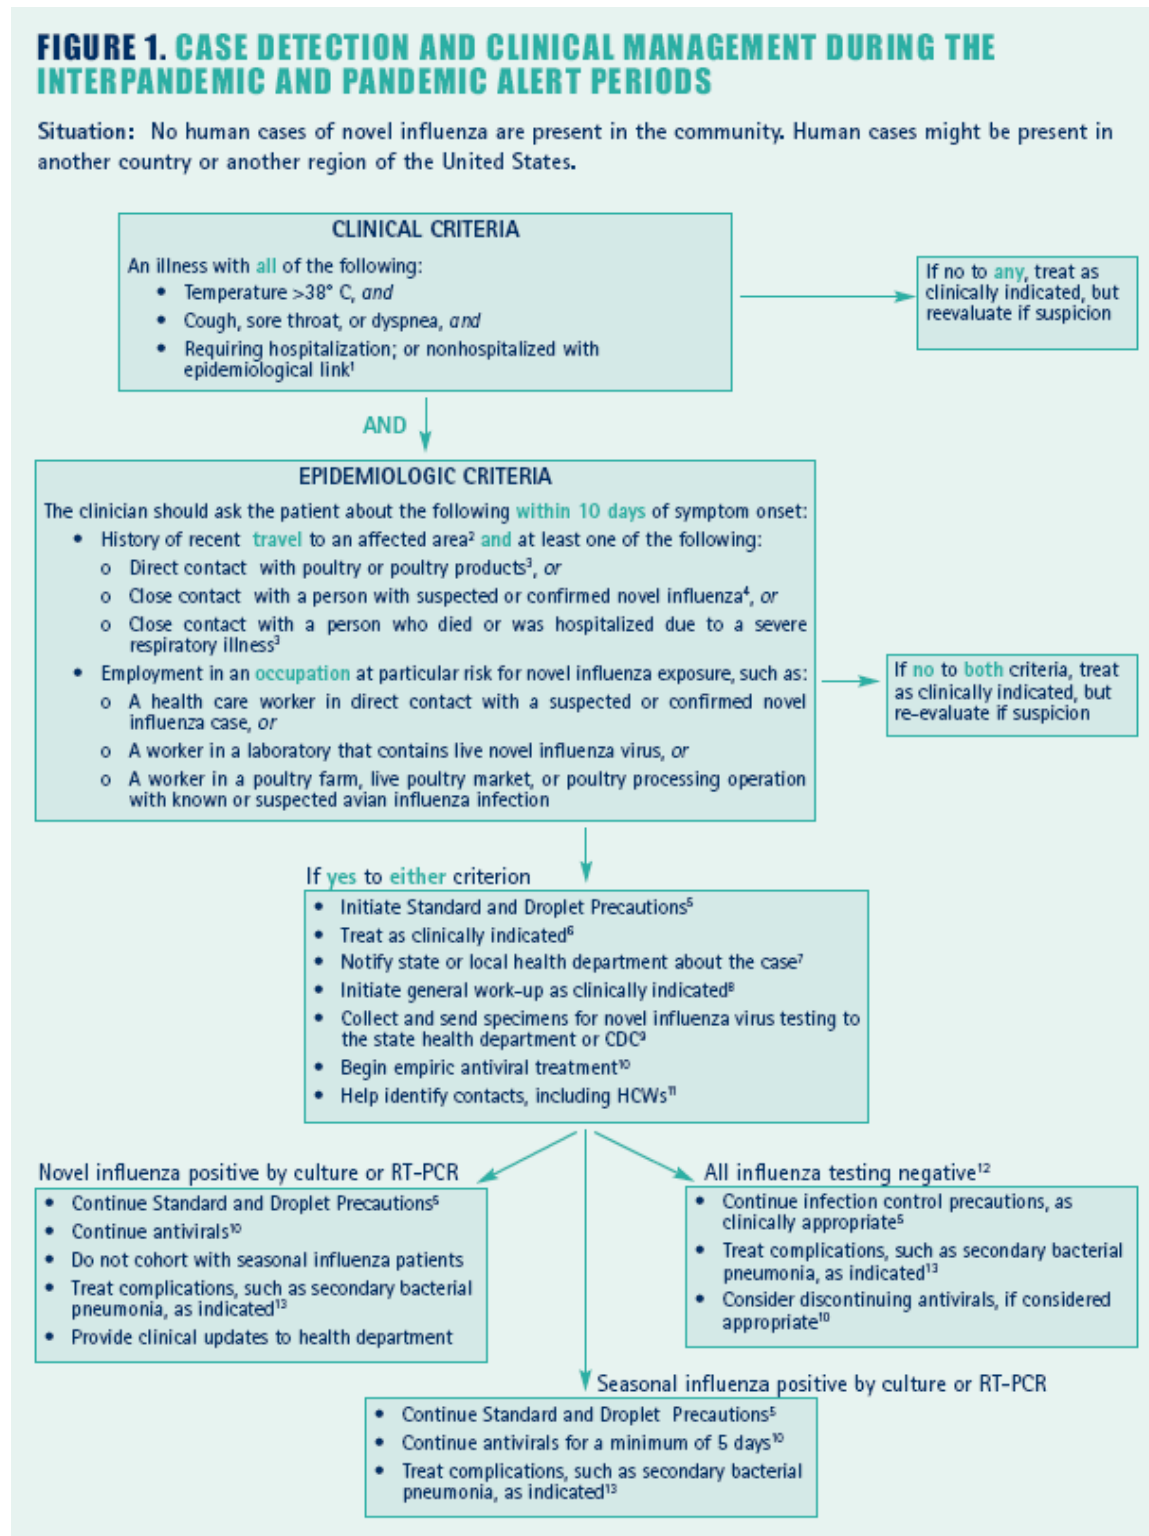 FIGURE 1. CASE DETECTION AND CLINICAL MANAGEMENT DURING THE
INTERPANDEMIC AND PANDEMIC ALERT PERIODS
Situation: No human cases of novel influenza are present in the community. Human cases might be present in
another country or another region of the United States.
CLINICAL CRITERIA
An illness with all of the following:
• Temperature >38° C, and
• Cough, sore throat, or dyspnea, and
• Requiring hospitalization; or nonhospitalized with
epidemiological link¹
If no to any, treat as
clinically indicated, but
reevaluate if suspicion
AND
EPIDEMIOLOGIC CRITERIA
The clinician should ask the patient about the following within 10 days of symptom onset:
• History of recent travel to an affected area² and at least one of the following:
o Direct contact with poultry or poultry products³, or
o Close contact with a person with suspected or confirmed novel influenza⁴, or
o Close contact with a person who died or was hospitalized due to a severe
respiratory illness³
• Employment in an occupation at particular risk for novel influenza exposure, such as:
o A health care worker in direct contact with a suspected or confirmed novel
influenza case, or
o A worker in a laboratory that contains live novel influenza virus, or
o A worker in a poultry farm, live poultry market, or poultry processing operation
with known or suspected avian influenza infection
If no to both criteria, treat
as clinically indicated, but
re-evaluate if suspicion
If yes to either criterion
• Initiate Standard and Droplet Precautions⁵
• Treat as clinically indicated⁶
• Notify state or local health department about the case⁷
• Initiate general work-up as clinically indicated⁸
• Collect and send specimens for novel influenza virus testing to
the state health department or CDC⁹
• Begin empiric antiviral treatment¹⁰
• Help identify contacts, including HCWs¹¹
Novel influenza positive by culture or RT-PCR
• Continue Standard and Droplet Precautions⁵
• Continue antivirals¹⁰
• Do not cohort with seasonal influenza patients
• Treat complications, such as secondary bacterial
pneumonia, as indicated¹³
• Provide clinical updates to health department
All influenza testing negative¹²
• Continue infection control precautions, as
clinically appropriate⁵
• Treat complications, such as secondary bacterial
pneumonia, as indicated¹³
• Consider discontinuing antivirals, if considered
appropriate¹⁰
Seasonal influenza positive by culture or RT-PCR
• Continue Standard and Droplet Precautions⁵
• Continue antivirals for a minimum of 5 days¹⁰
• Treat complications, such as secondary bacterial
pneumonia, as indicated¹³